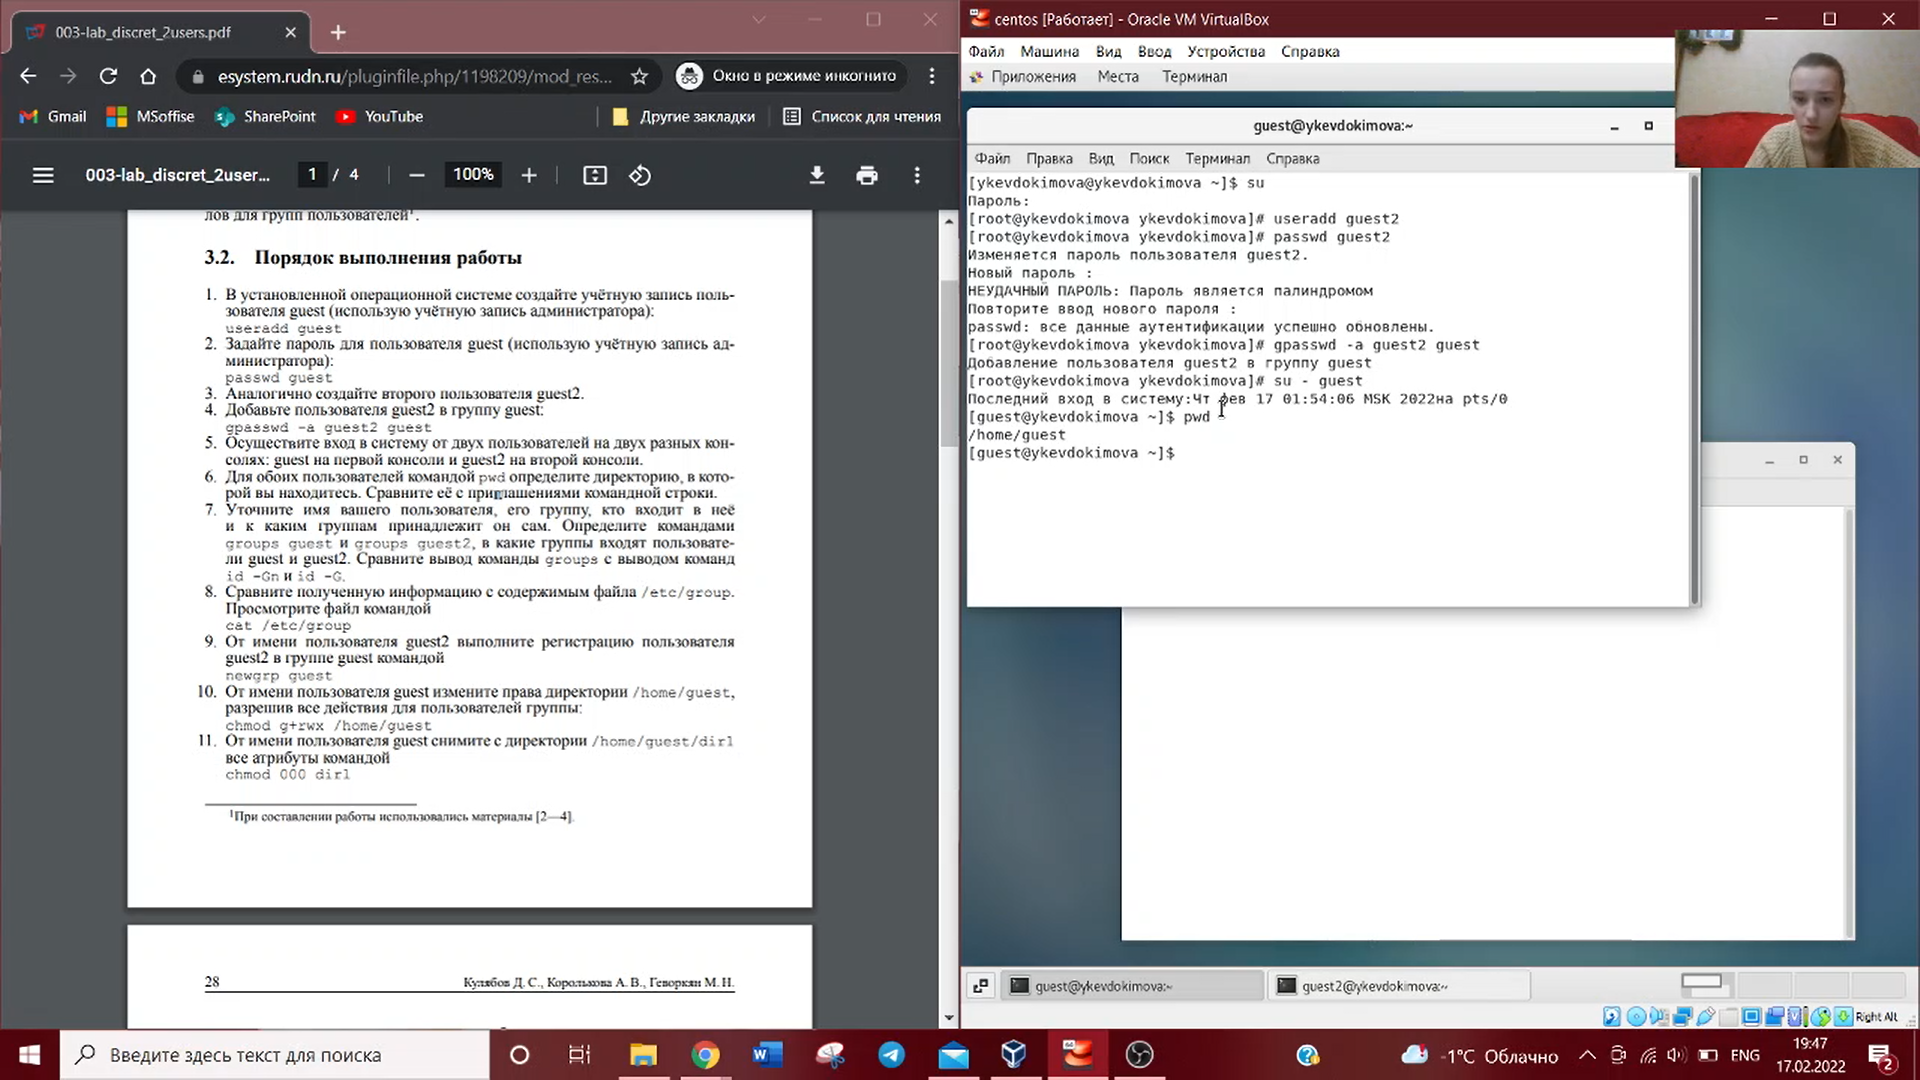 003-lab_discret_2users.pdf
esystem.rudn.ru/pluginfile.php/1198209/mod_res...
Окно в режиме инкогнито
Gmail
MSoffise
SharePoint
YouTube
Другие закладки
Список для чтения
003-lab_discret_2user...
1 / 4
100%
лов для групп пользователей¹.
3.2. Порядок выполнения работы
1. В установленной операционной системе создайте учётную запись поль-
зователя guest (использую учётную запись администратора):
useradd guest
2. Задайте пароль для пользователя guest (использую учётную запись ад-
министратора):
passwd guest
3. Аналогично создайте второго пользователя guest2.
4. Добавьте пользователя guest2 в группу guest:
gpasswd -a guest2 guest
5. Осуществите вход в систему от двух пользователей на двух разных кон-
солях: guest на первой консоли и guest2 на второй консоли.
6. Для обоих пользователей командой pwd определите директорию, в кото-
рой вы находитесь. Сравните её с приглашениями командной строки.
7. Уточните имя вашего пользователя, его группу, кто входит в неё
и к каким группам принадлежит он сам. Определите командами
groups guest и groups guest2, в какие группы входят пользовате-
ли guest и guest2. Сравните вывод команды groups с выводом команд
id -Gn и id -G.
8. Сравните полученную информацию с содержимым файла /etc/group.
Просмотрите файл командой
cat /etc/group
9. От имени пользователя guest2 выполните регистрацию пользователя
guest2 в группе guest командой
newgrp guest
10. От имени пользователя guest измените права директории /home/guest,
разрешив все действия для пользователей группы:
chmod g+rwx /home/guest
11. От имени пользователя guest снимите с директории /home/guest/dir1
все атрибуты командой
chmod 000 dir1
¹При составлении работы использовались материалы [2—4].
28
Кулябов Д. С., Королькова А. В., Геворкян М. Н.
centos [Работает] - Oracle VM VirtualBox
Файл Машина Вид Ввод Устройства Справка
Приложения Места Терминал
guest@ykevdokimova:~
Файл Правка Вид Поиск Терминал Справка
[ykevdokimova@ykevdokimova ~]$ su
Пароль:
[root@ykevdokimova ykevdokimova]# useradd guest2
[root@ykevdokimova ykevdokimova]# passwd guest2
Изменяется пароль пользователя guest2.
Новый пароль :
НЕУДАЧНЫЙ ПАРОЛЬ: Пароль является палиндромом
Повторите ввод нового пароля :
passwd: все данные аутентификации успешно обновлены.
[root@ykevdokimova ykevdokimova]# gpasswd -a guest2 guest
Добавление пользователя guest2 в группу guest
[root@ykevdokimova ykevdokimova]# su - guest
Последний вход в систему:Чт фев 17 01:54:06 MSK 2022на pts/0
[guest@ykevdokimova ~]$ pwd
/home/guest
[guest@ykevdokimova ~]$
guest@ykevdokimova:~
guest2@ykevdokimova:~
Right Alt
Введите здесь текст для поиска
-1°C Облачно
ENG
19:47
17.02.2022
2